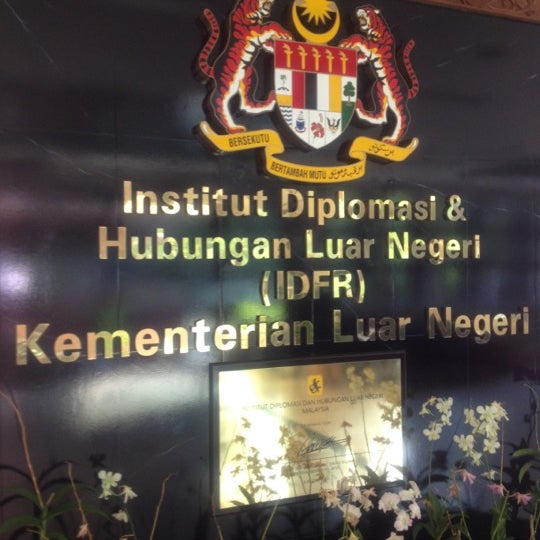 BERSEKUTU
BERTAMBAH MUTU
Institut Diplomasi &
Hubungan Luar Negeri
(IDFR)
Kementerian Luar Negeri
INSTITUT DIPLOMASI DAN HUBUNGAN LUAR NEGERI
MALAYSIA